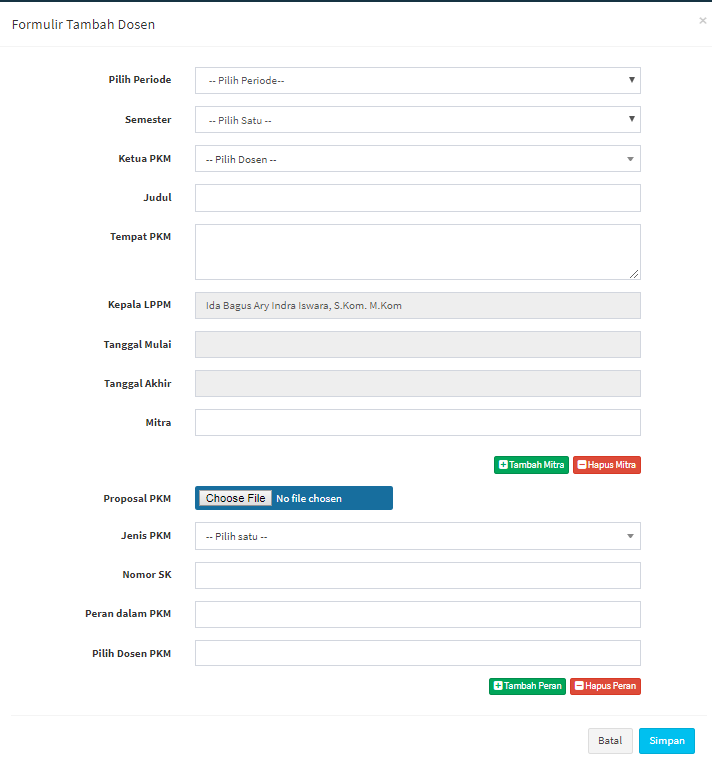 Formulir Tambah Dosen ×
Pilih Periode -- Pilih Periode--
Semester -- Pilih Satu --
Ketua PKM -- Pilih Dosen --
Judul
Tempat PKM
Kepala LPPM Ida Bagus Ary Indra Iswara, S.Kom. M.Kom
Tanggal Mulai
Tanggal Akhir
Mitra
Tambah Mitra Hapus Mitra
Proposal PKM Choose File No file chosen
Jenis PKM -- Pilih satu --
Nomor SK
Peran dalam PKM
Pilih Dosen PKM
Tambah Peran Hapus Peran
Batal Simpan